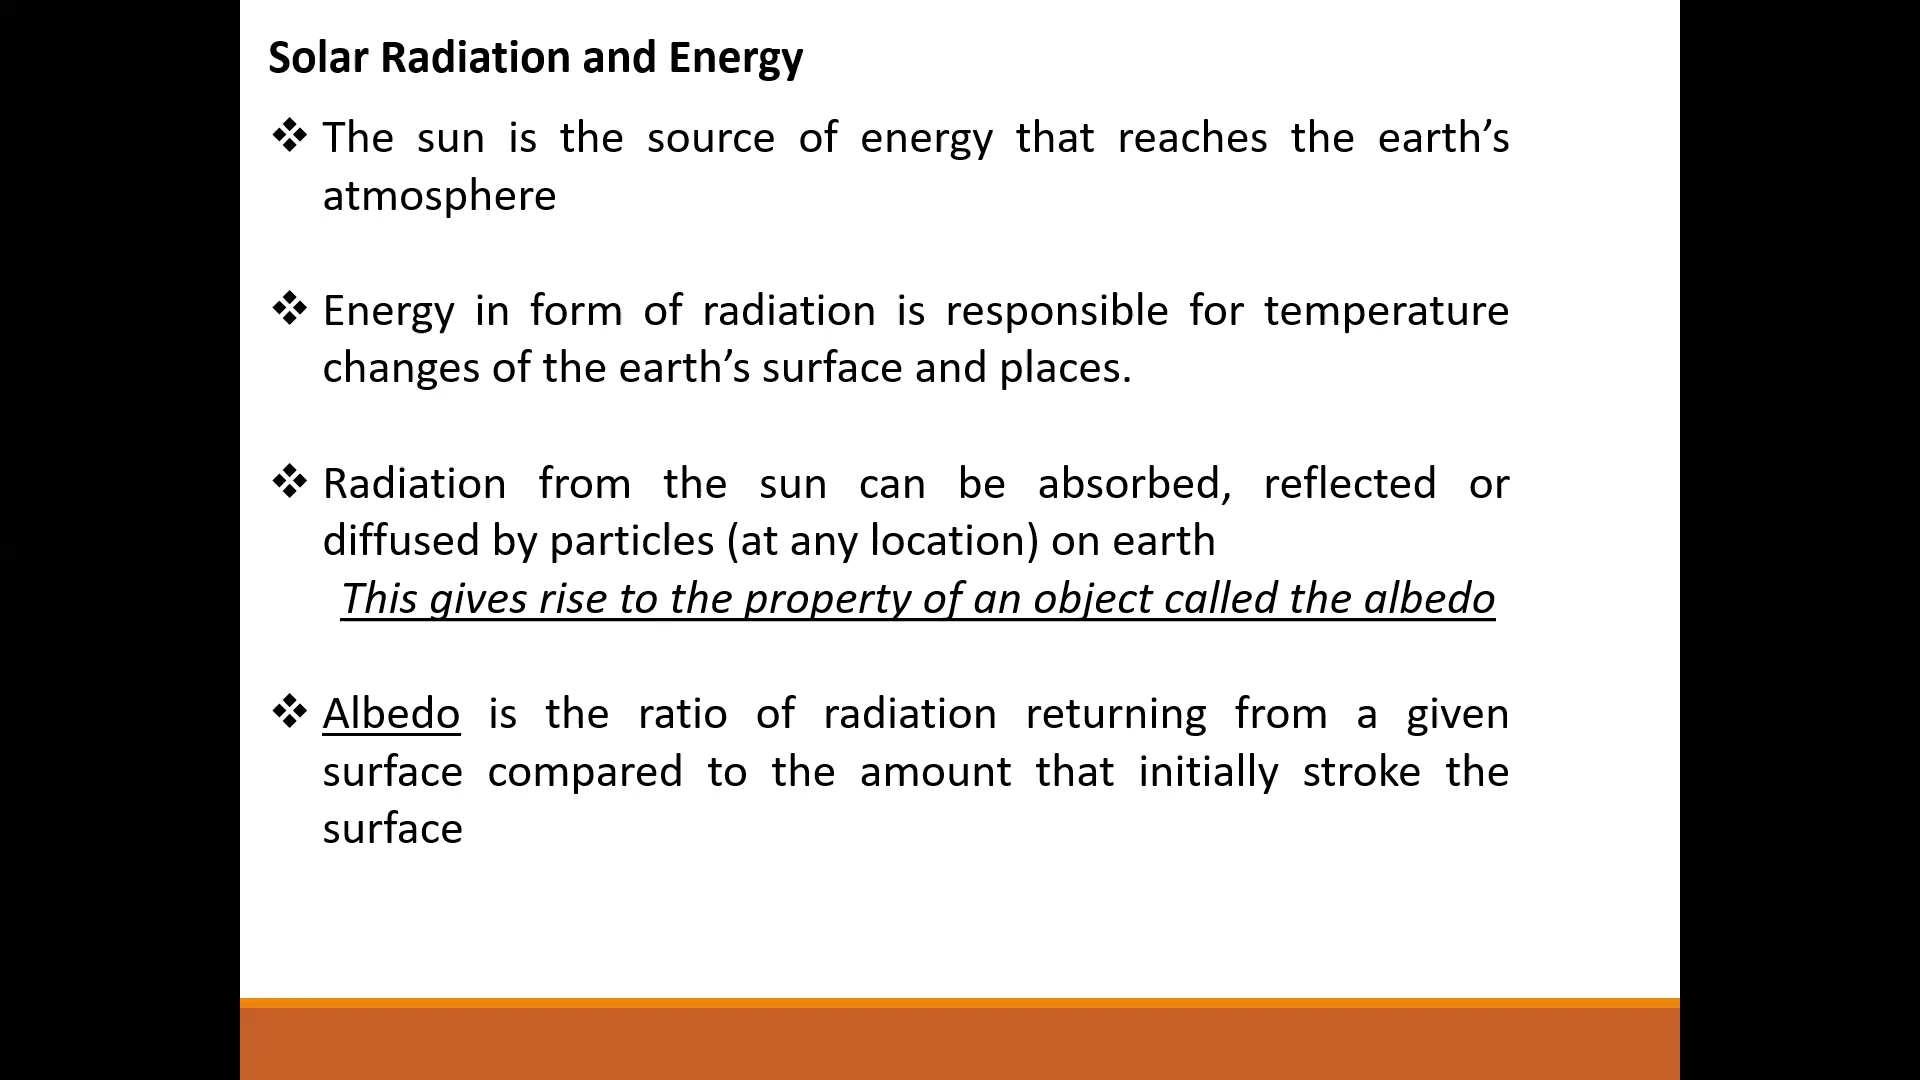 Solar Radiation and Energy
❖ The sun is the source of energy that reaches the earth’s
atmosphere
❖ Energy in form of radiation is responsible for temperature
changes of the earth’s surface and places.
❖ Radiation from the sun can be absorbed, reflected or
diffused by particles (at any location) on earth
This gives rise to the property of an object called the albedo
❖ Albedo is the ratio of radiation returning from a given
surface compared to the amount that initially stroke the
surface